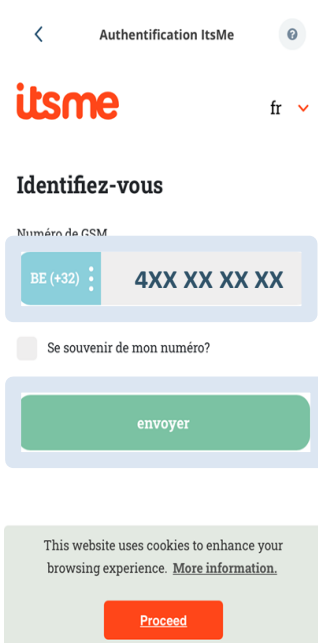 Authentification ItsMe
?
itsme
fr
Identifiez-vous
Numéro de GSM
BE (+32)
4XX XX XX XX
Se souvenir de mon numéro?
envoyer
This website uses cookies to enhance your
browsing experience. More information.
Proceed